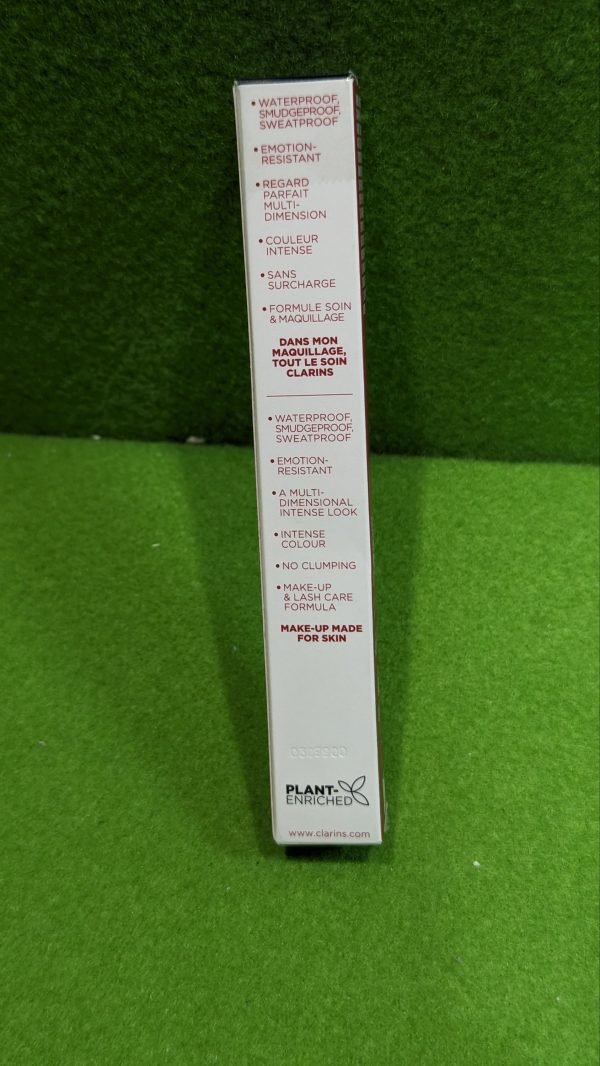 • WATERPROOF,
SMUDGEPROOF,
SWEATPROOF
• EMOTION-
RESISTANT
• REGARD
PARFAIT
MULTI-
DIMENSION
• COULEUR
INTENSE
• SANS
SURCHARGE
• FORMULE SOIN
& MAQUILLAGE
DANS MON
MAQUILLAGE,
TOUT LE SOIN
CLARINS
• WATERPROOF,
SMUDGEPROOF,
SWEATPROOF
• EMOTION-
RESISTANT
• A MULTI-
DIMENSIONAL
INTENSE LOOK
• INTENSE
COLOUR
• NO CLUMPING
• MAKE-UP
& LASH CARE
FORMULA
MAKE-UP MADE
FOR SKIN
PLANT-
ENRICHED
www.clarins.com